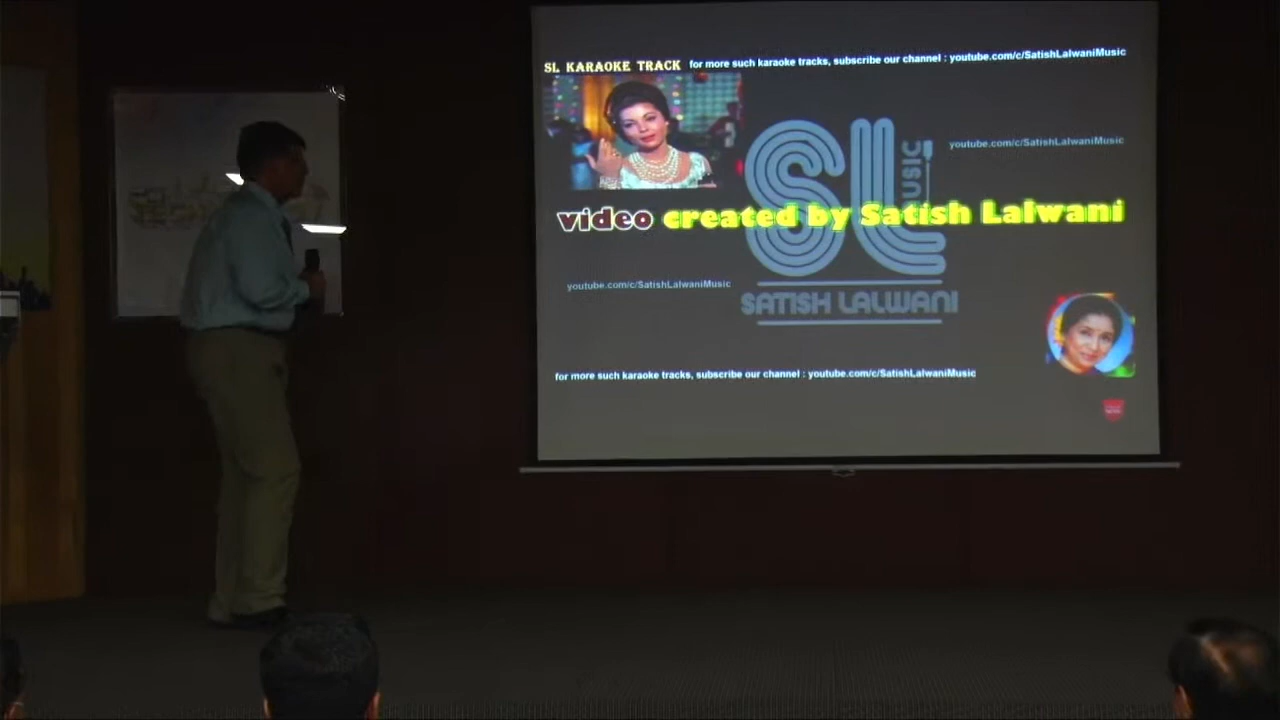 SL KARAOKE TRACK for more such karaoke tracks, subscribe our channel : youtube.com/c/SatishLalwaniMusic
youtube.com/c/SatishLalwaniMusic
SL MUSIC
video created by Satish Lalwani
youtube.com/c/SatishLalwaniMusic
SATISH LALWANI
for more such karaoke tracks, subscribe our channel : youtube.com/c/SatishLalwaniMusic